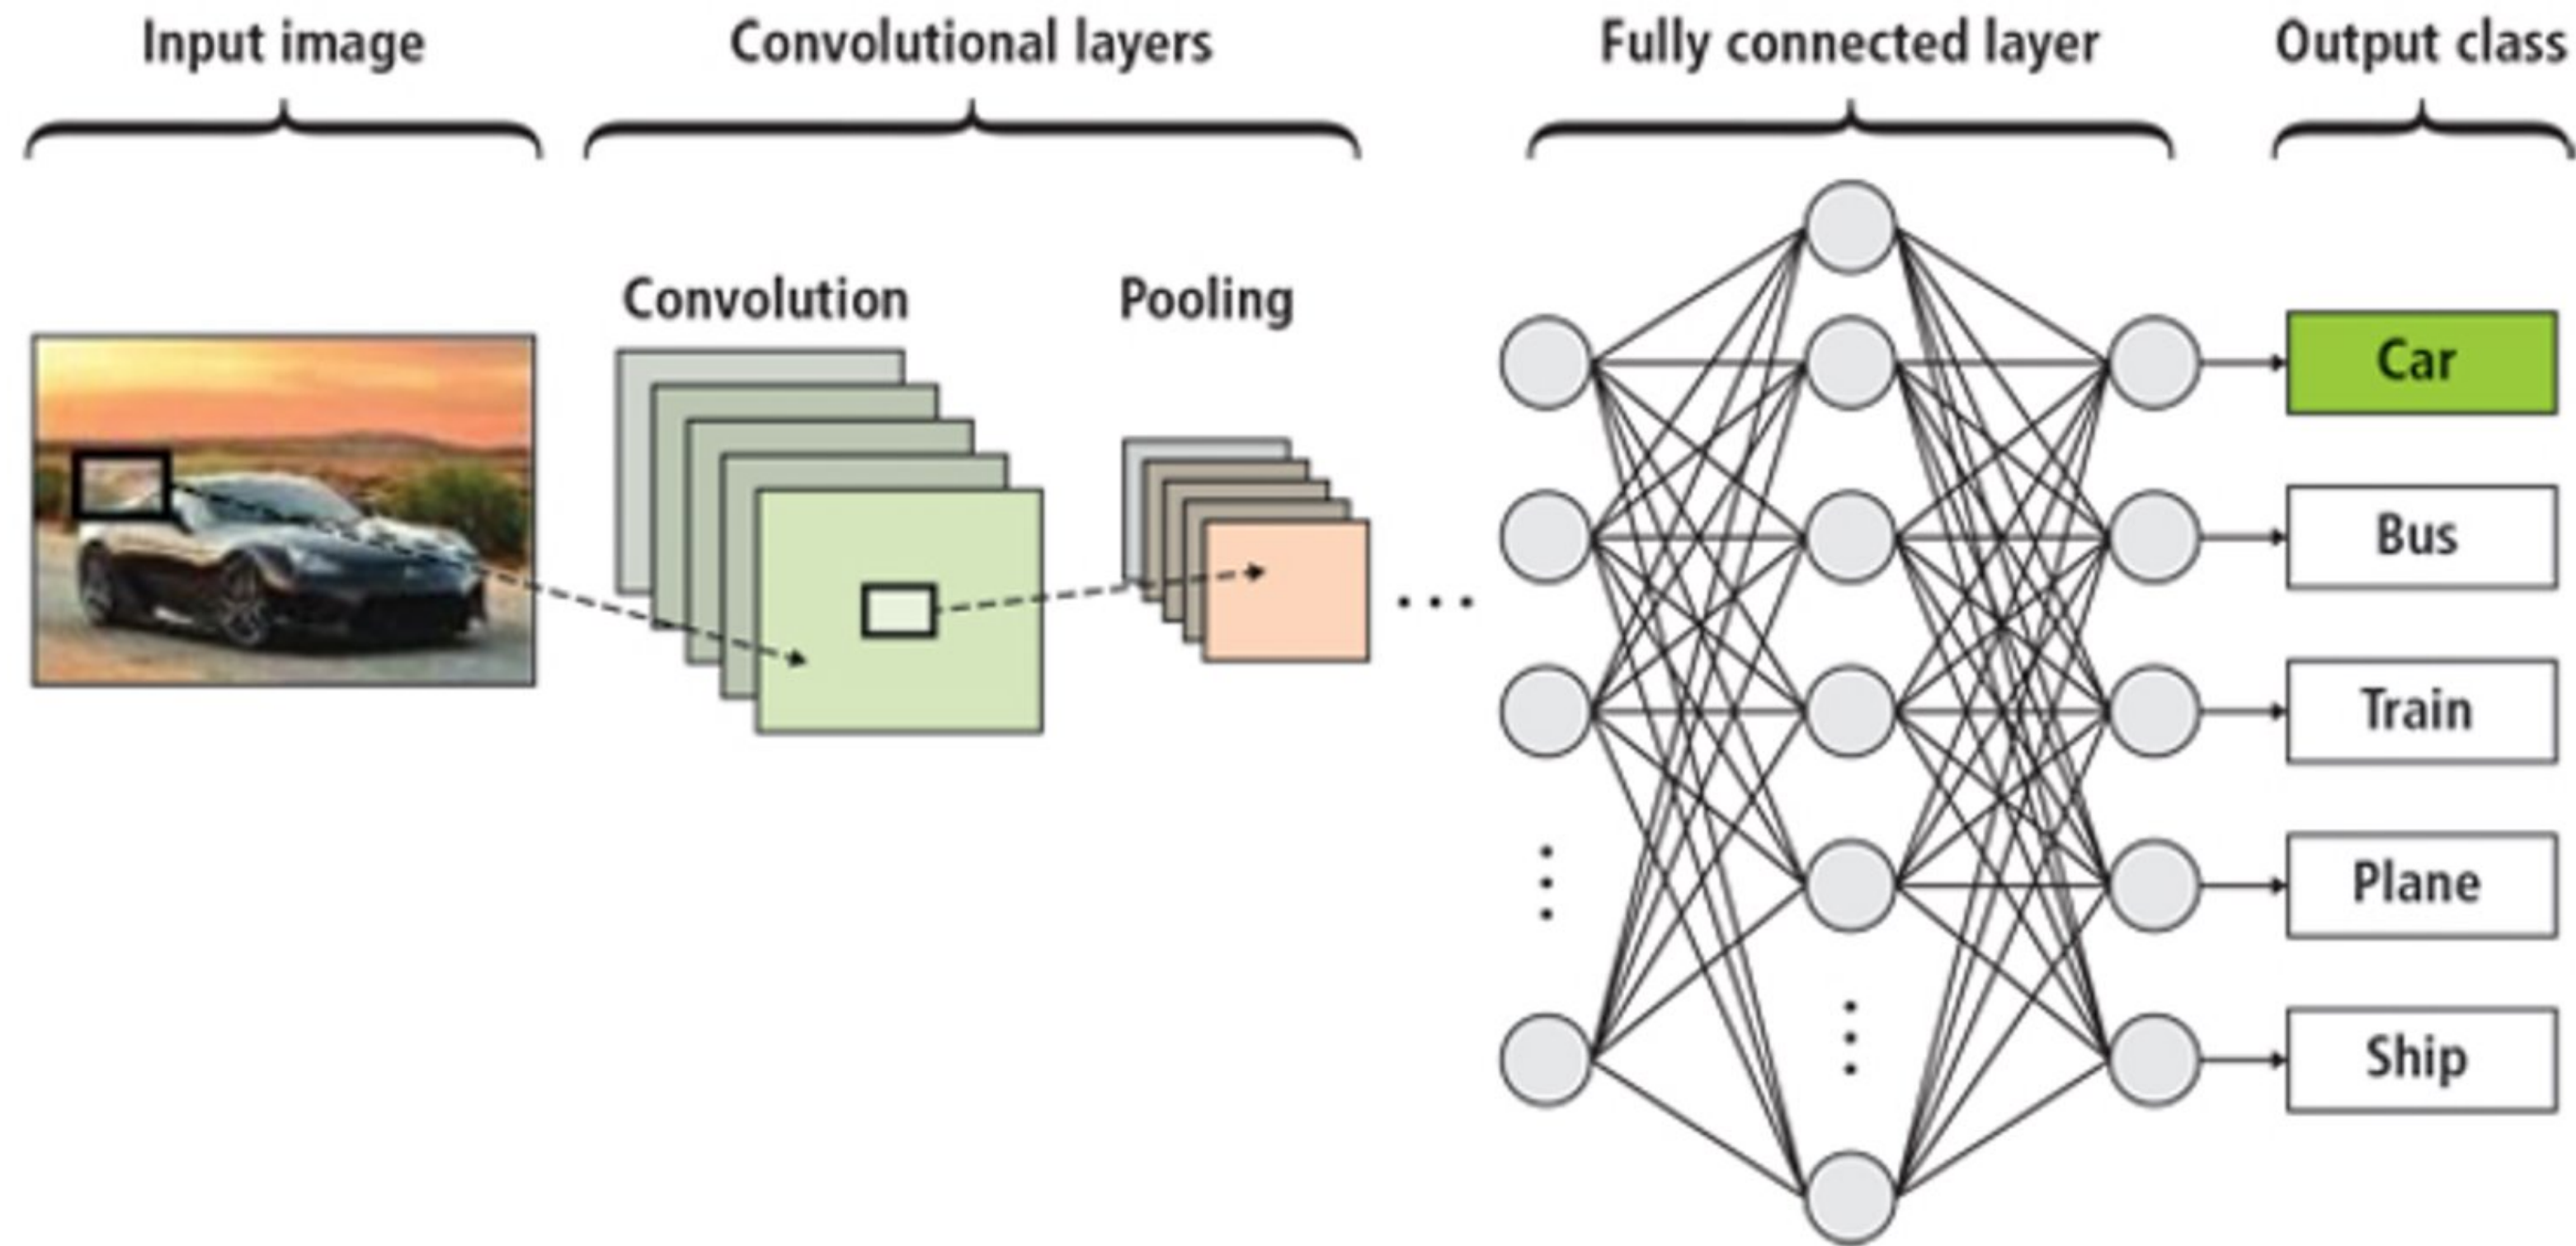 Input image
Convolutional layers
Fully connected layer
Output class
Convolution
Pooling
Car
Bus
Train
Plane
Ship